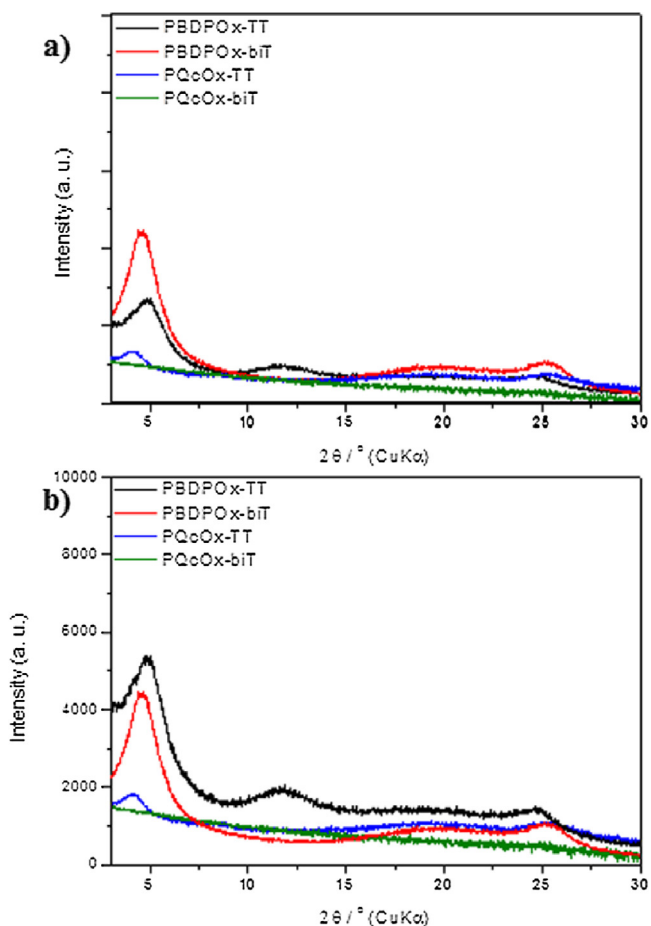 a)
PBDPOx-TT
PBDPOx-biT
PQcOx-TT
PQcOx-biT
Intensity (a. u.)
5 10 15 20 25 30
2 θ / ° (CuKα)
b)
PBDPOx-TT
PBDPOx-biT
PQcOx-TT
PQcOx-biT
10000
8000
6000
4000
2000
0
Intensity (a. u.)
5 10 15 20 25 30
2 θ / ° (CuKα)